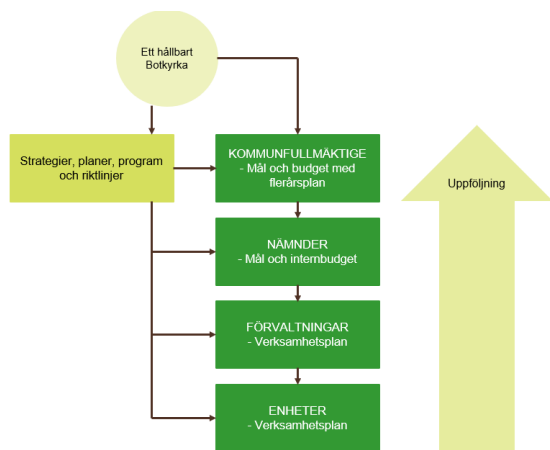 Ett hållbart
Botkyrka
Strategier, planer, program
och riktlinjer
KOMMUNFULLMÄKTIGE
- Mål och budget med
flerårsplan
Uppföljning
NÄMNDER
- Mål och internbudget
FÖRVALTNINGAR
- Verksamhetsplan
ENHETER
- Verksamhetsplan